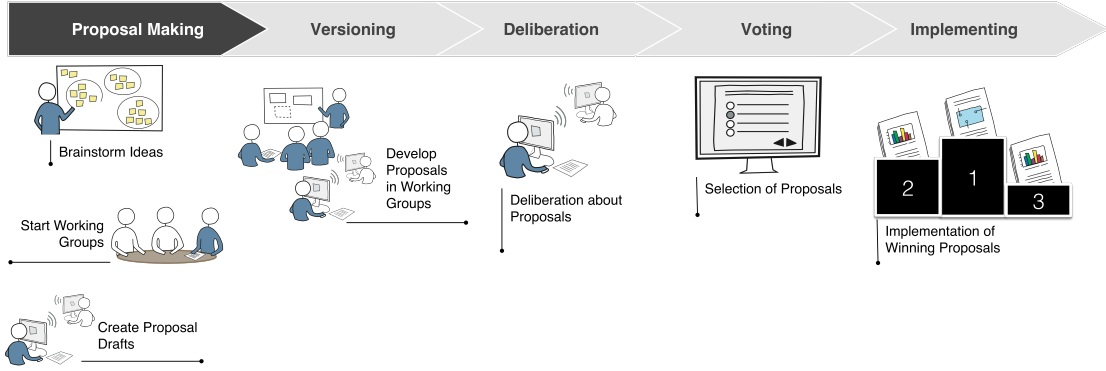 Proposal Making
Versioning
Deliberation
Voting
Implementing
Brainstorm Ideas
Start Working
Groups
Create Proposal
Drafts
Develop
Proposals
in Working
Groups
Deliberation about
Proposals
Selection of Proposals
2
1
3
Implementation of
Winning Proposals